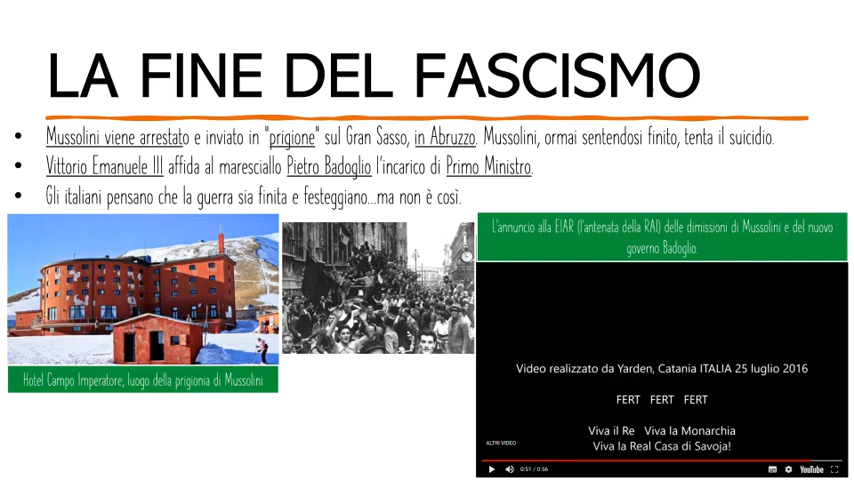 LA FINE DEL FASCISMO
• Mussolini viene arrestato e inviato in "prigione" sul Gran Sasso, in Abruzzo. Mussolini, ormai sentendosi finito, tenta il suicidio.
• Vittorio Emanuele III affida al maresciallo Pietro Badoglio l'incarico di Primo Ministro.
• Gli italiani pensano che la guerra sia finita e festeggiano...ma non è così.
L'annuncio alla EIAR (l'antenata della RAI) delle dimissioni di Mussolini e del nuovo
governo Badoglio.
Hotel Campo Imperatore, luogo della prigionia di Mussolini
Video realizzato da Yarden, Catania ITALIA 25 luglio 2016
FERT FERT FERT
Viva il Re Viva la Monarchia
Viva la Real Casa di Savoja!
ALTRI VIDEO
0:51 / 0:56
YouTube